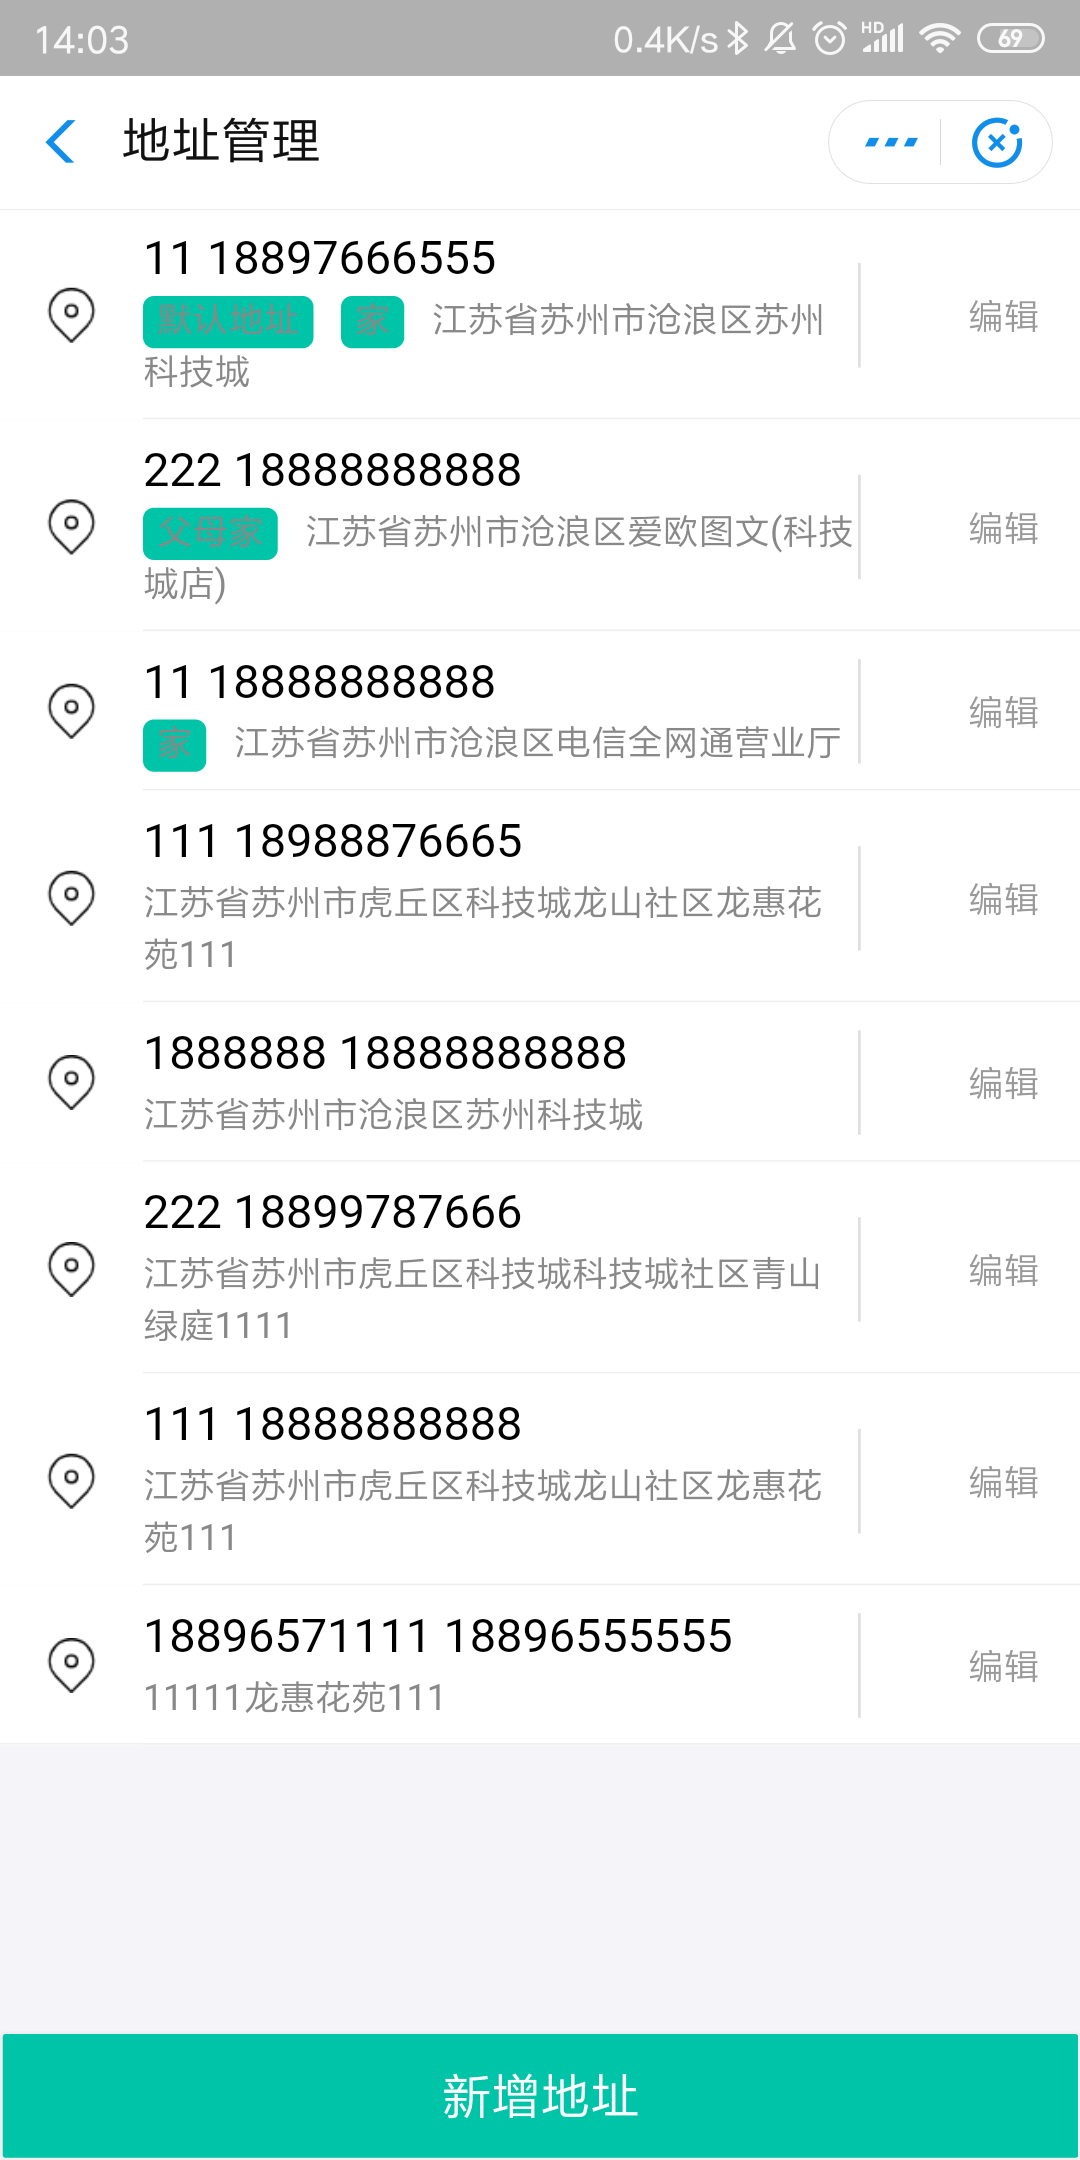 14:03 0.4K/s HD 69
地址管理
11 18897666555
默认地址 家 江苏省苏州市沧浪区苏州
科技城
编辑
222 18888888888
父母家 江苏省苏州市沧浪区爱欧图文(科技
城店)
编辑
11 18888888888
家 江苏省苏州市沧浪区电信全网通营业厅
编辑
111 18988876665
江苏省苏州市虎丘区科技城龙山社区龙惠花
苑111
编辑
1888888 18888888888
江苏省苏州市沧浪区苏州科技城
编辑
222 18899787666
江苏省苏州市虎丘区科技城科技城社区青山
绿庭1111
编辑
111 18888888888
江苏省苏州市虎丘区科技城龙山社区龙惠花
苑111
编辑
18896571111 18896555555
11111龙惠花苑111
编辑
新增地址